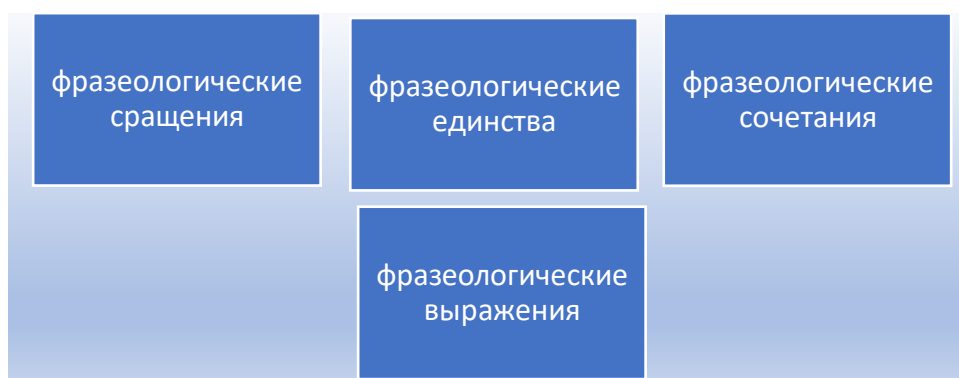 фразеологические
сращения
фразеологические
единства
фразеологические
сочетания
фразеологические
выражения